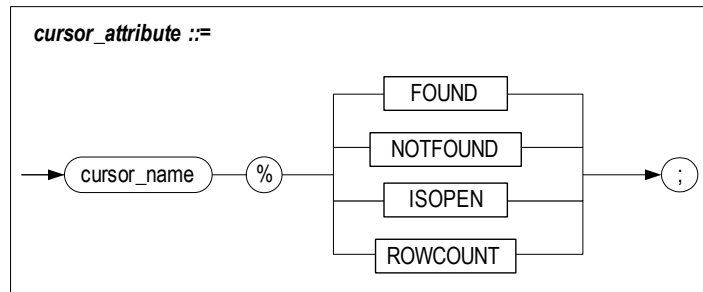 cursor_attribute ::=
FOUND
NOTFOUND
cursor_name % ;
ISOPEN
ROWCOUNT